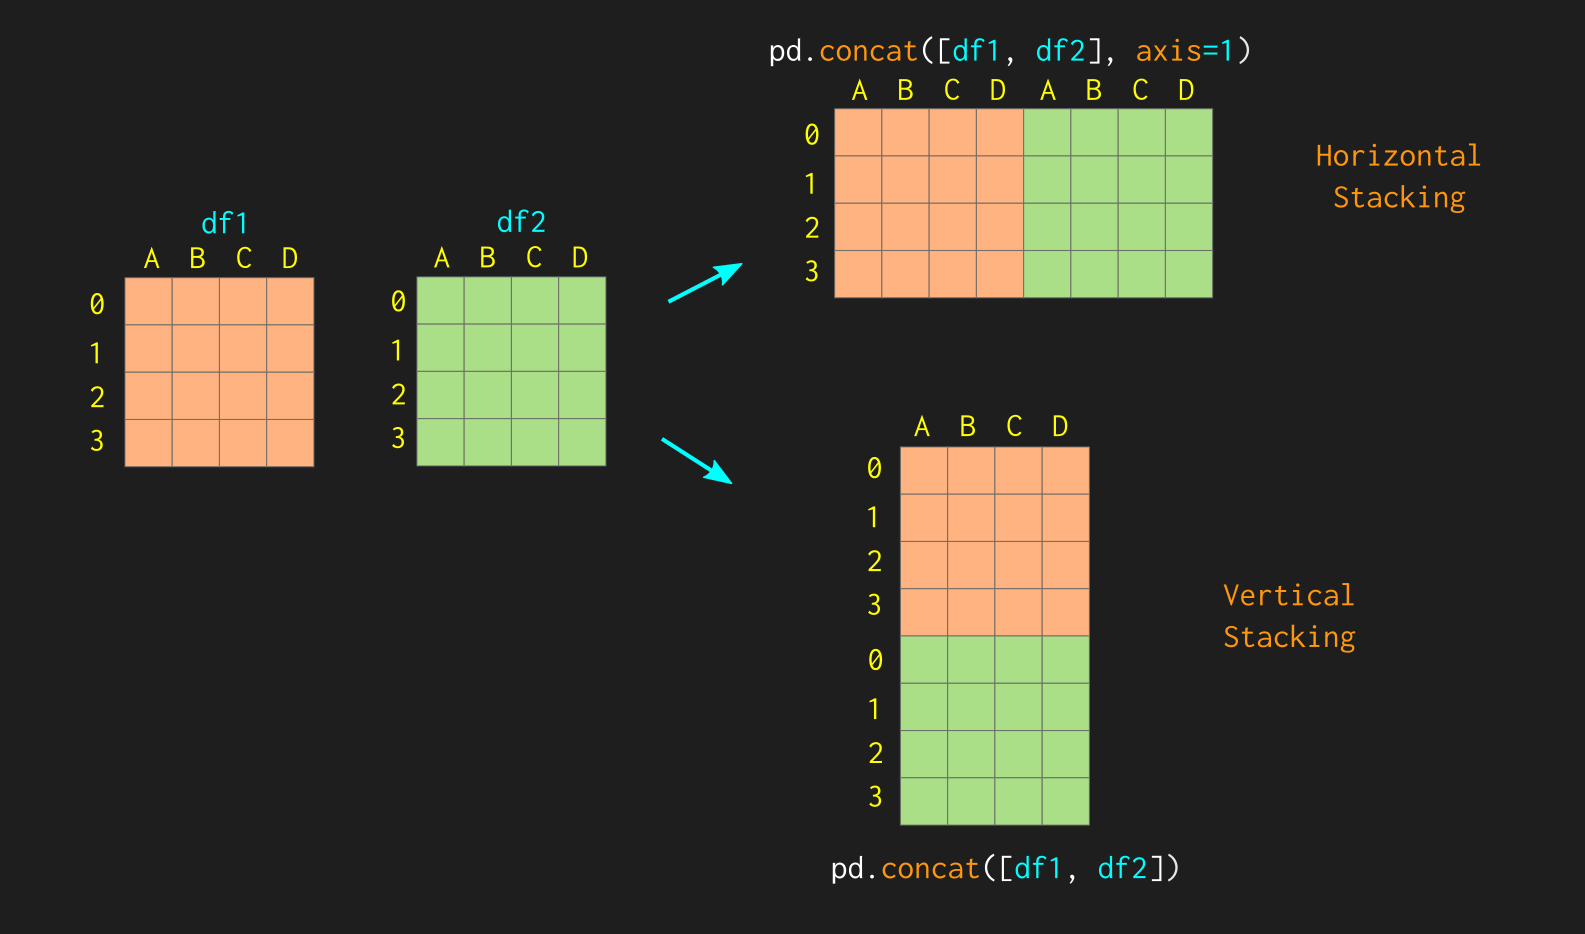 df1
A B C D
0
1
2
3
df2
A B C D
0
1
2
3
pd.concat([df1, df2], axis=1)
A B C D A B C D
0
1
2
3
Horizontal
Stacking
A B C D
0
1
2
3
0
1
2
3
Vertical
Stacking
pd.concat([df1, df2])